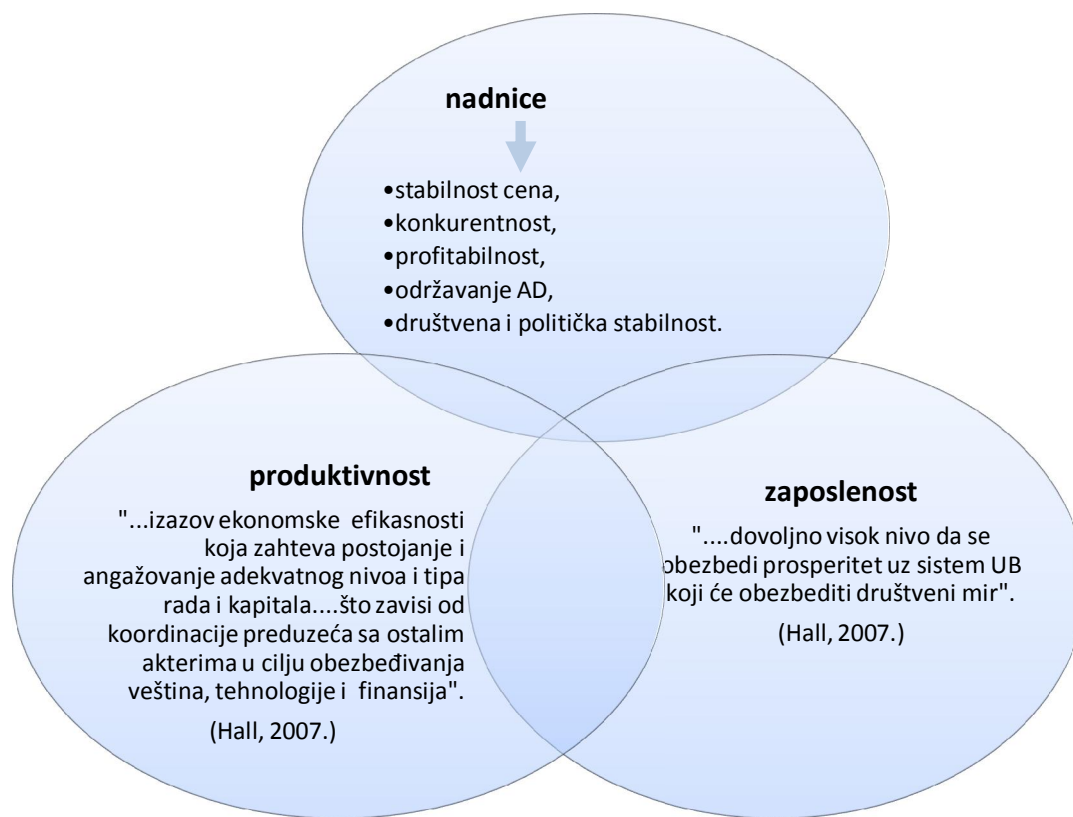 nadnice
•stabilnost cena,
•konkurentnost,
•profitabilnost,
•održavanje AD,
•društvena i politička stabilnost.
produktivnost
"...izazov ekonomske efikasnosti
koja zahteva postojanje i
angažovanje adekvatnog nivoa i tipa
rada i kapitala....što zavisi od
koordinacije preduzeća sa ostalim
akterima u cilju obezbeđivanja
veština, tehnologije i finansija".
(Hall, 2007.)
zaposlenost
"....dovoljno visok nivo da se
obezbedi prosperitet uz sistem UB
koji će obezbediti društveni mir".
(Hall, 2007.)